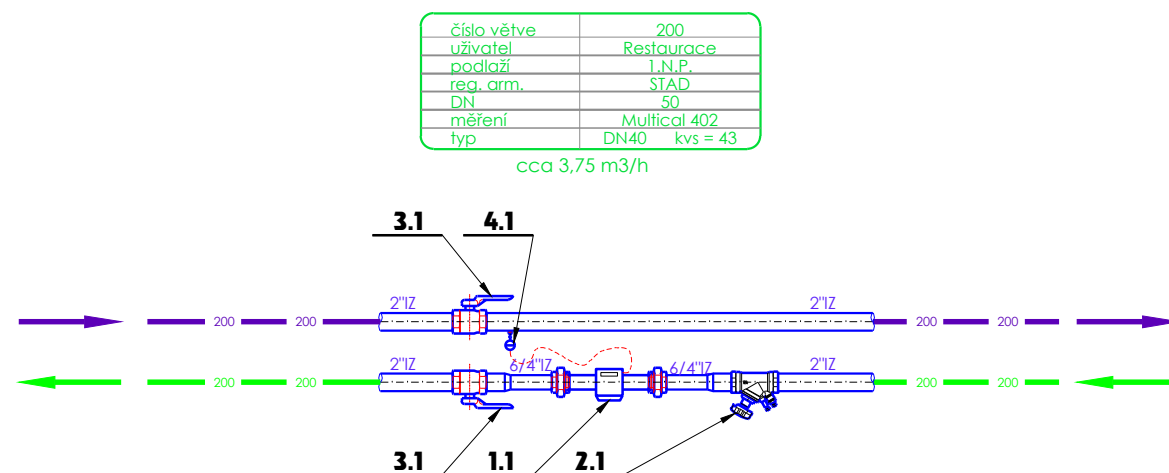 číslo větve 200
uživatel Restaurace
podlaží 1.N.P.
reg. arm. STAD
DN 50
měření Multical 402
typ DN40 kvs = 43
cca 3,75 m3/h
3.1 4.1
2"IZ 2"IZ
200 200 200 200
2"IZ 6/4"IZ 6/4"IZ 2"IZ
200 200 200 200
3.1 1.1 2.1